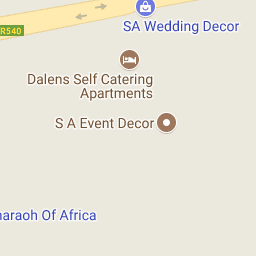 R540
SA Wedding Decor
Dalens Self Catering
Apartments
S A Event Decor
haraoh Of Africa